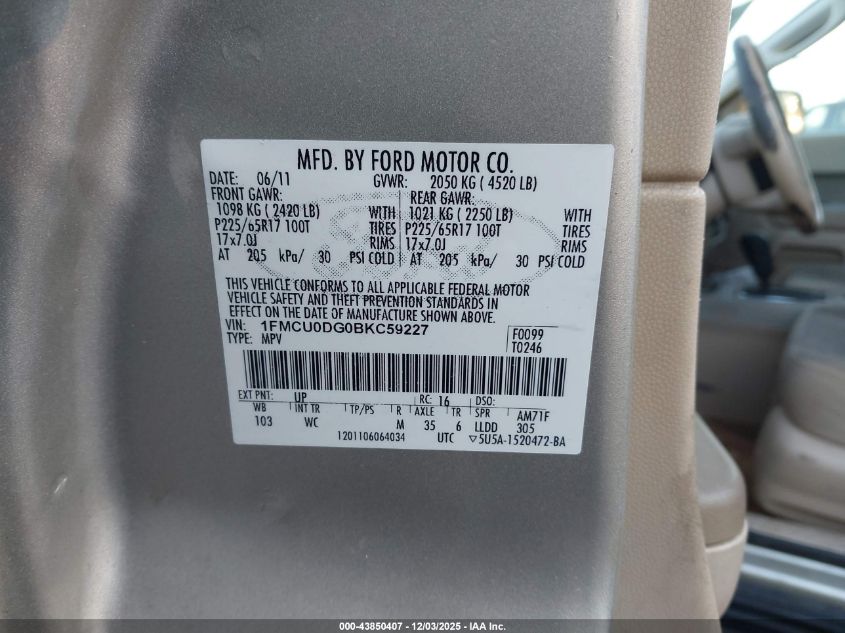 MFD. BY FORD MOTOR CO.
DATE: 06/11 GVWR: 2050 KG ( 4520 LB)
FRONT GAWR: REAR GAWR:
1098 KG ( 2420 LB) WITH 1021 KG ( 2250 LB) WITH
P225/65R17 100T TIRES P225/65R17 100T TIRES
17x7.0J RIMS 17x7.0J RIMS
AT 205 kPa/ 30 PSI COLD AT 205 kPa/ 30 PSI COLD
THIS VEHICLE CONFORMS TO ALL APPLICABLE FEDERAL MOTOR
VEHICLE SAFETY AND THEFT PREVENTION STANDARDS IN
EFFECT ON THE DATE OF MANUFACTURE SHOWN ABOVE.
VIN: 1FMCU0DG0BKC59227 F0099
TYPE: MPV T0246
EXT PNT: UP RC: 16 DSO:
WB INT TR TP/PS R AXLE TR SPR AM71F
103 WC M 35 6 LLDD 305
1201106064034 UTC ▽5U5A-1520472-BA
000-43850407 - 12/03/2025 - IAA Inc.